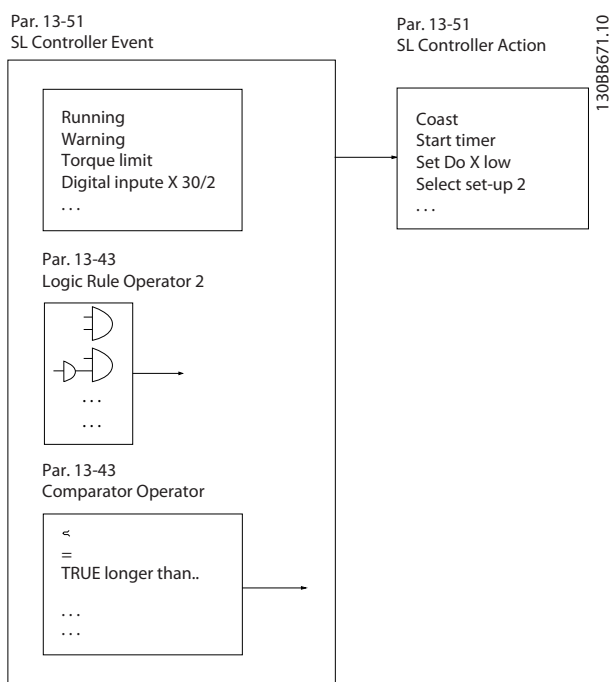 Par. 13-51
SL Controller Event
Par. 13-51
SL Controller Action
130BB671.10
Running
Warning
Torque limit
Digital inpute X 30/2
. . .
Coast
Start timer
Set Do X low
Select set-up 2
. . .
Par. 13-43
Logic Rule Operator 2
. . .
. . .
Par. 13-43
Comparator Operator
=
TRUE longer than..
. . .
. . .